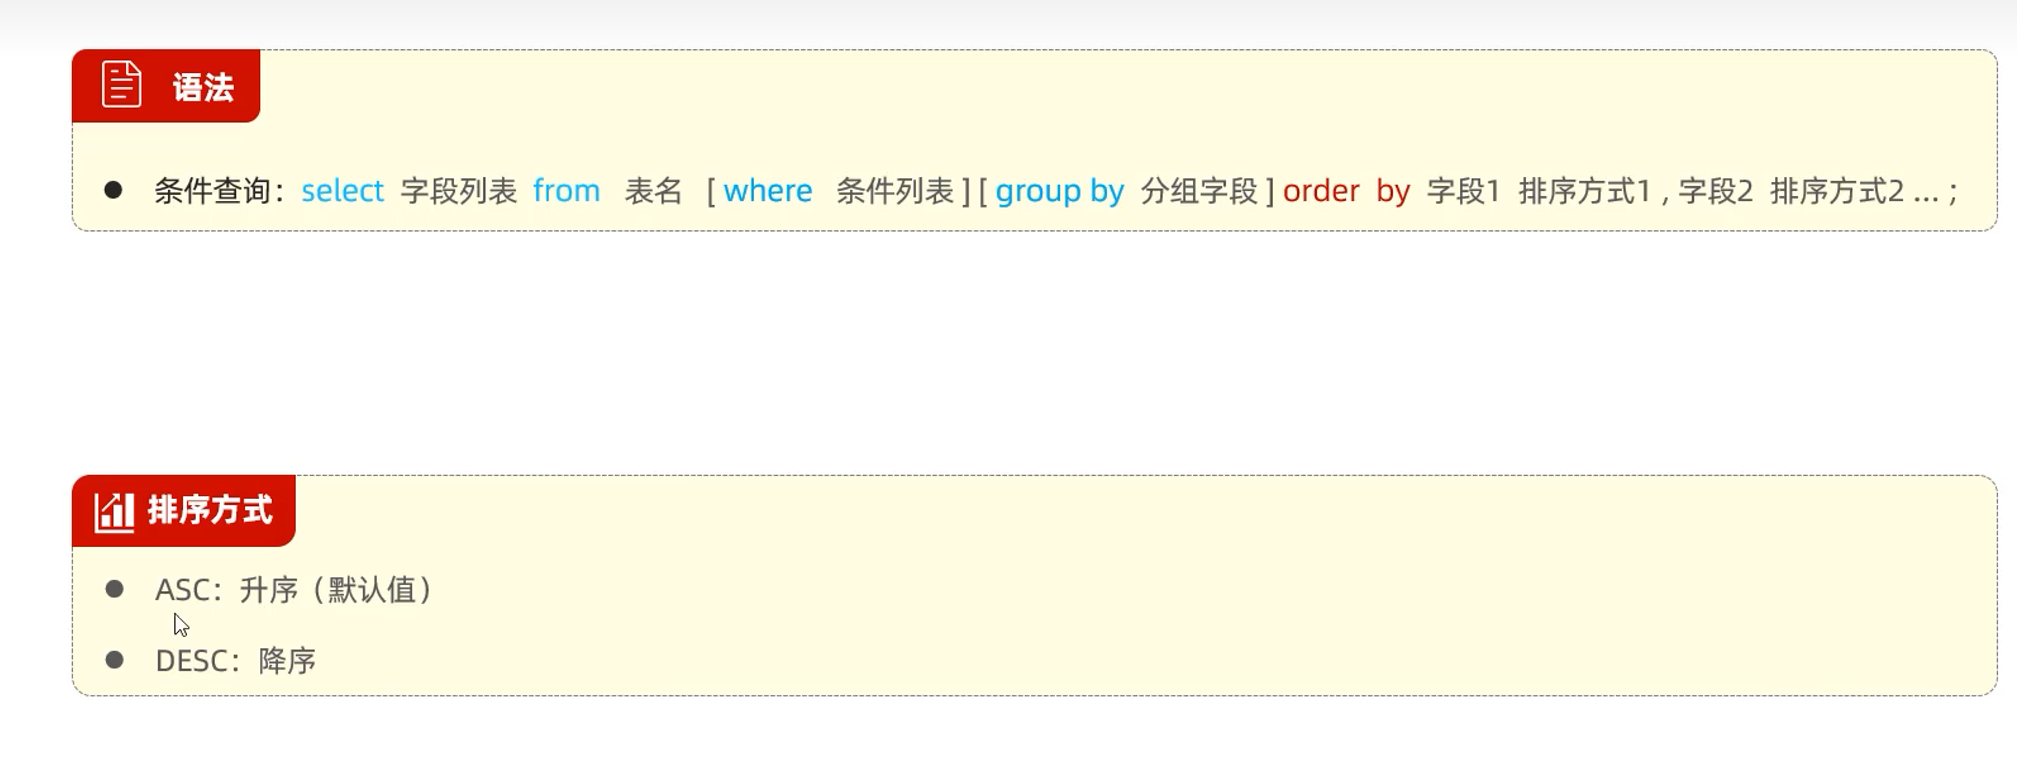 语法
条件查询：select 字段列表 from 表名 [ where 条件列表 ] [ group by 分组字段 ] order by 字段1 排序方式1 , 字段2 排序方式2 … ;
排序方式
ASC：升序（默认值）
DESC：降序